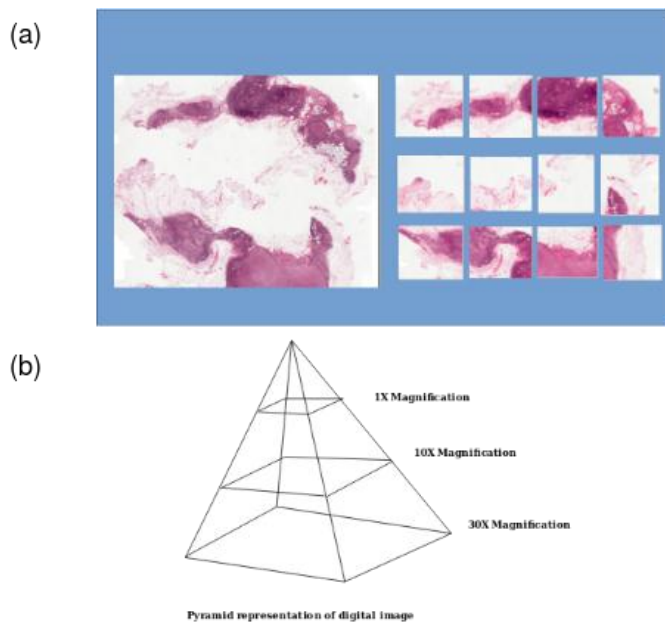 (a)
(b)
1X Magnification
10X Magnification
30X Magnification
Pyramid representation of digital image